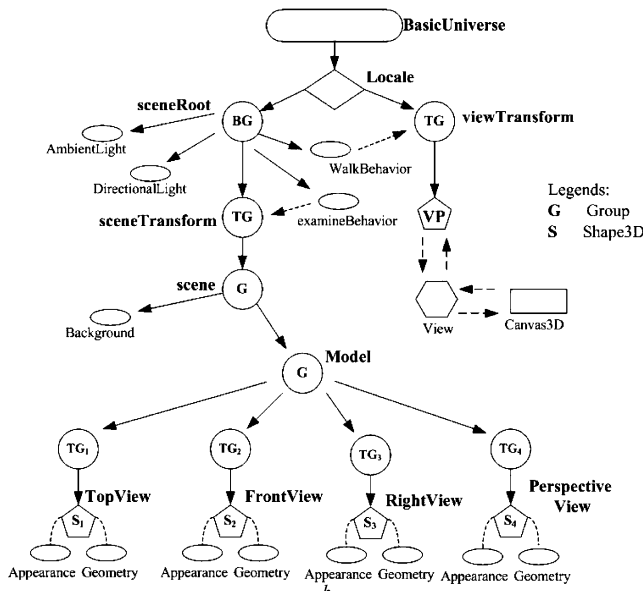 BasicUniverse
Locale
sceneRoot
BG
TG
viewTransform
AmbientLight
WalkBehavior
DirectionalLight
sceneTransform
TG
examineBehavior
VP
Legends:
G Group
S Shape3D
scene
G
Background
View
Canvas3D
Model
G
TG1
TG2
TG3
TG4
TopView
FrontView
RightView
Perspective
View
S1
S2
S3
S4
Appearance Geometry
Appearance Geometry
Appearance Geometry
Appearance Geometry
b